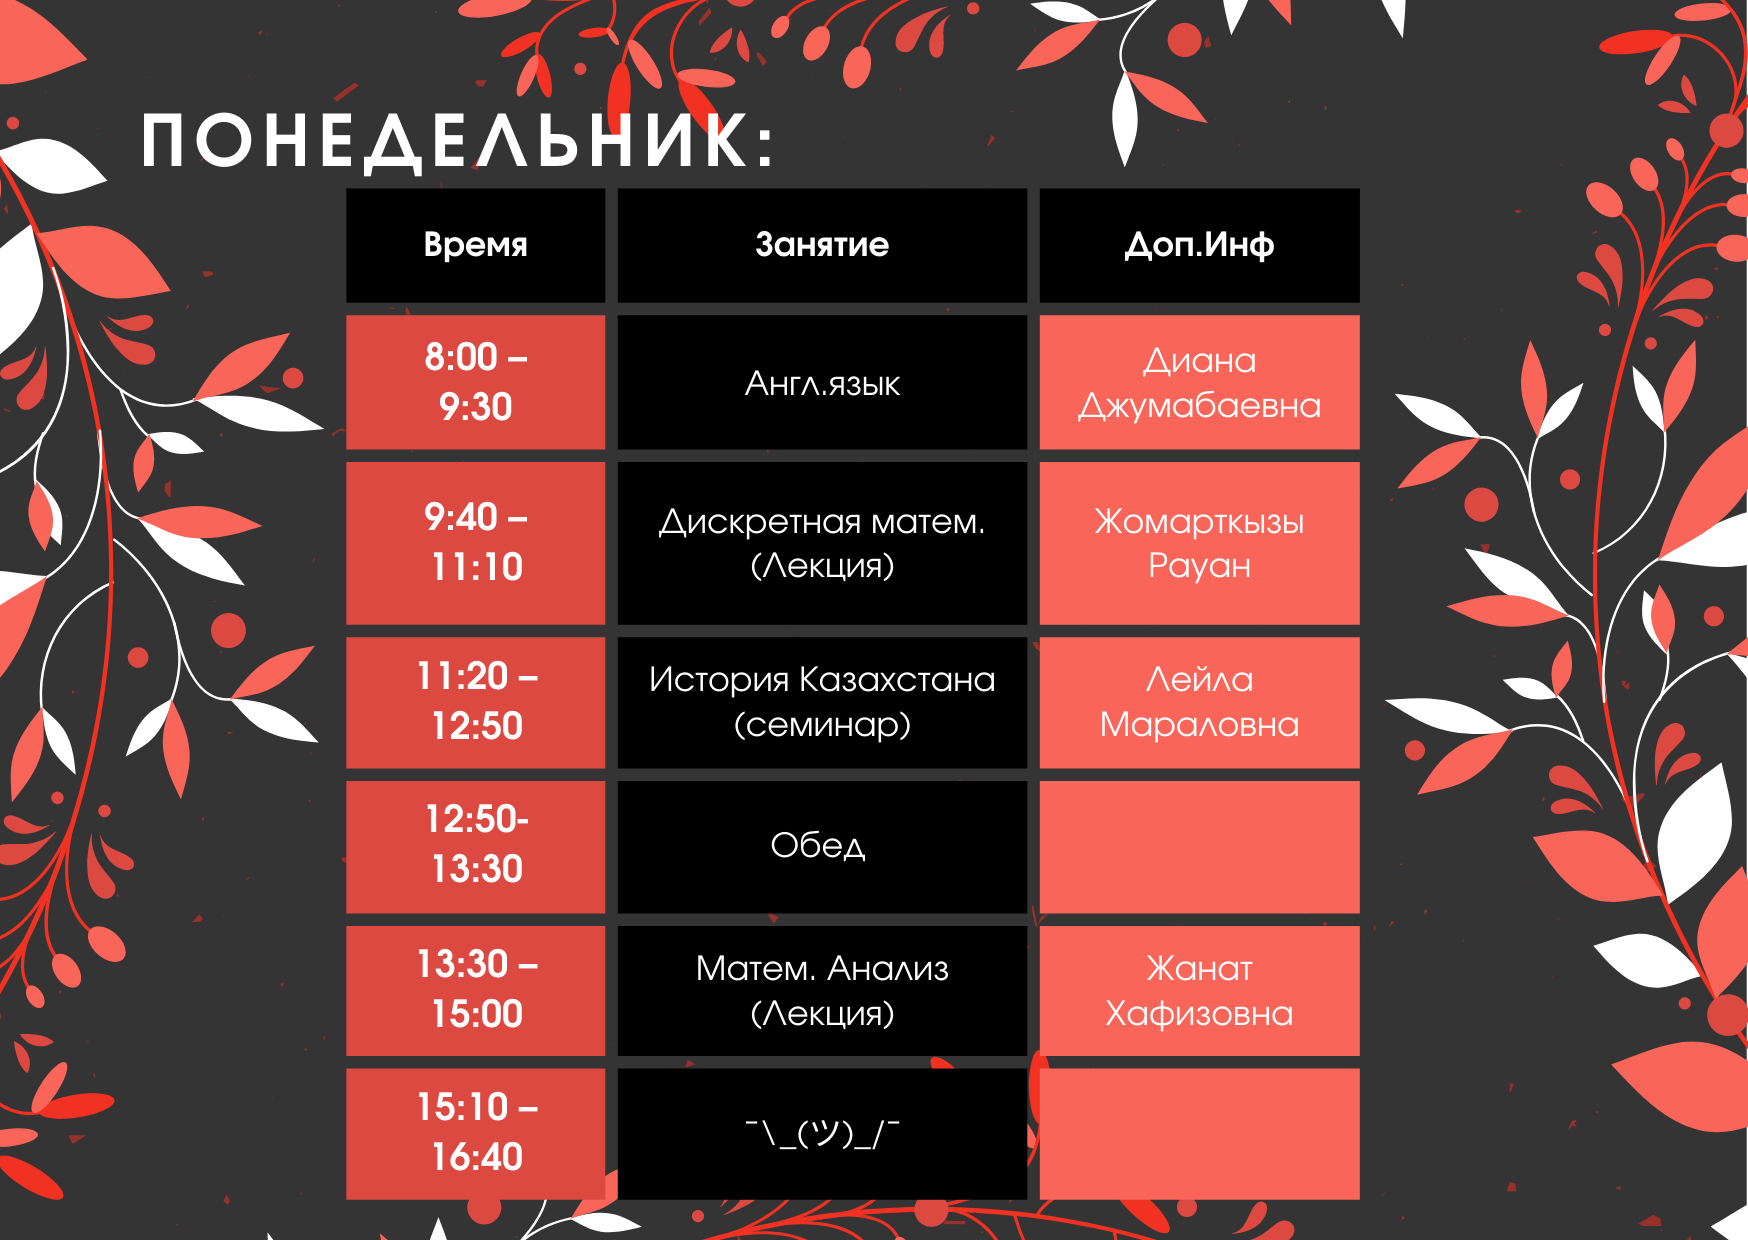 ПОНЕДЕЛЬНИК:
Время
Занятие
Доп.Инф
8:00 –
9:30
Англ.язык
Диана
Джумабаевна
9:40 –
11:10
Дискретная матем.
(Лекция)
Жомарткызы
Рауан
11:20 –
12:50
История Казахстана
(семинар)
Лейла
Мараловна
12:50-
13:30
Обед
13:30 –
15:00
Матем. Анализ
(Лекция)
Жанат
Хафизовна
15:10 –
16:40
¯\_(ツ)_/¯